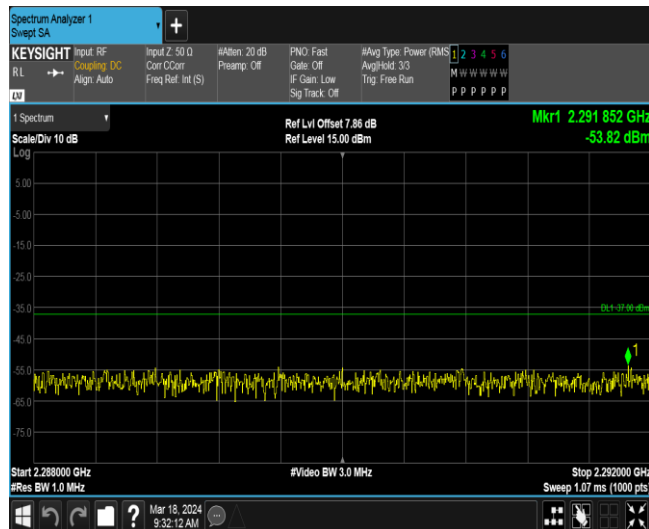 Spectrum Analyzer 1
Swept SA
+
KEYSIGHT
RL
LXI
Input: RF
Coupling: DC
Align: Auto
Input Z: 50 Ω
Corr CCorr
Freq Ref: Int (S)
#Atten: 20 dB
Preamp: Off
PNO: Fast
Gate: Off
IF Gain: Low
Sig Track: Off
#Avg Type: Power (RMS
Avg|Hold: 3/3
Trig: Free Run
1 2 3 4 5 6
M W W W W W
P P P P P P
1 Spectrum
Scale/Div 10 dB
Log
Ref Lvl Offset 7.86 dB
Ref Level 15.00 dBm
Mkr1 2.291 852 GHz
-53.82 dBm
5.00
-5.00
-15.0
-25.0
-35.0
DL1 -37.00 dBm
-45.0
1
-55.0
-65.0
-75.0
Start 2.288000 GHz
#Video BW 3.0 MHz
Stop 2.292000 GHz
#Res BW 1.0 MHz
Sweep 1.07 ms (1000 pts)
?
Mar 18, 2024
9:32:12 AM